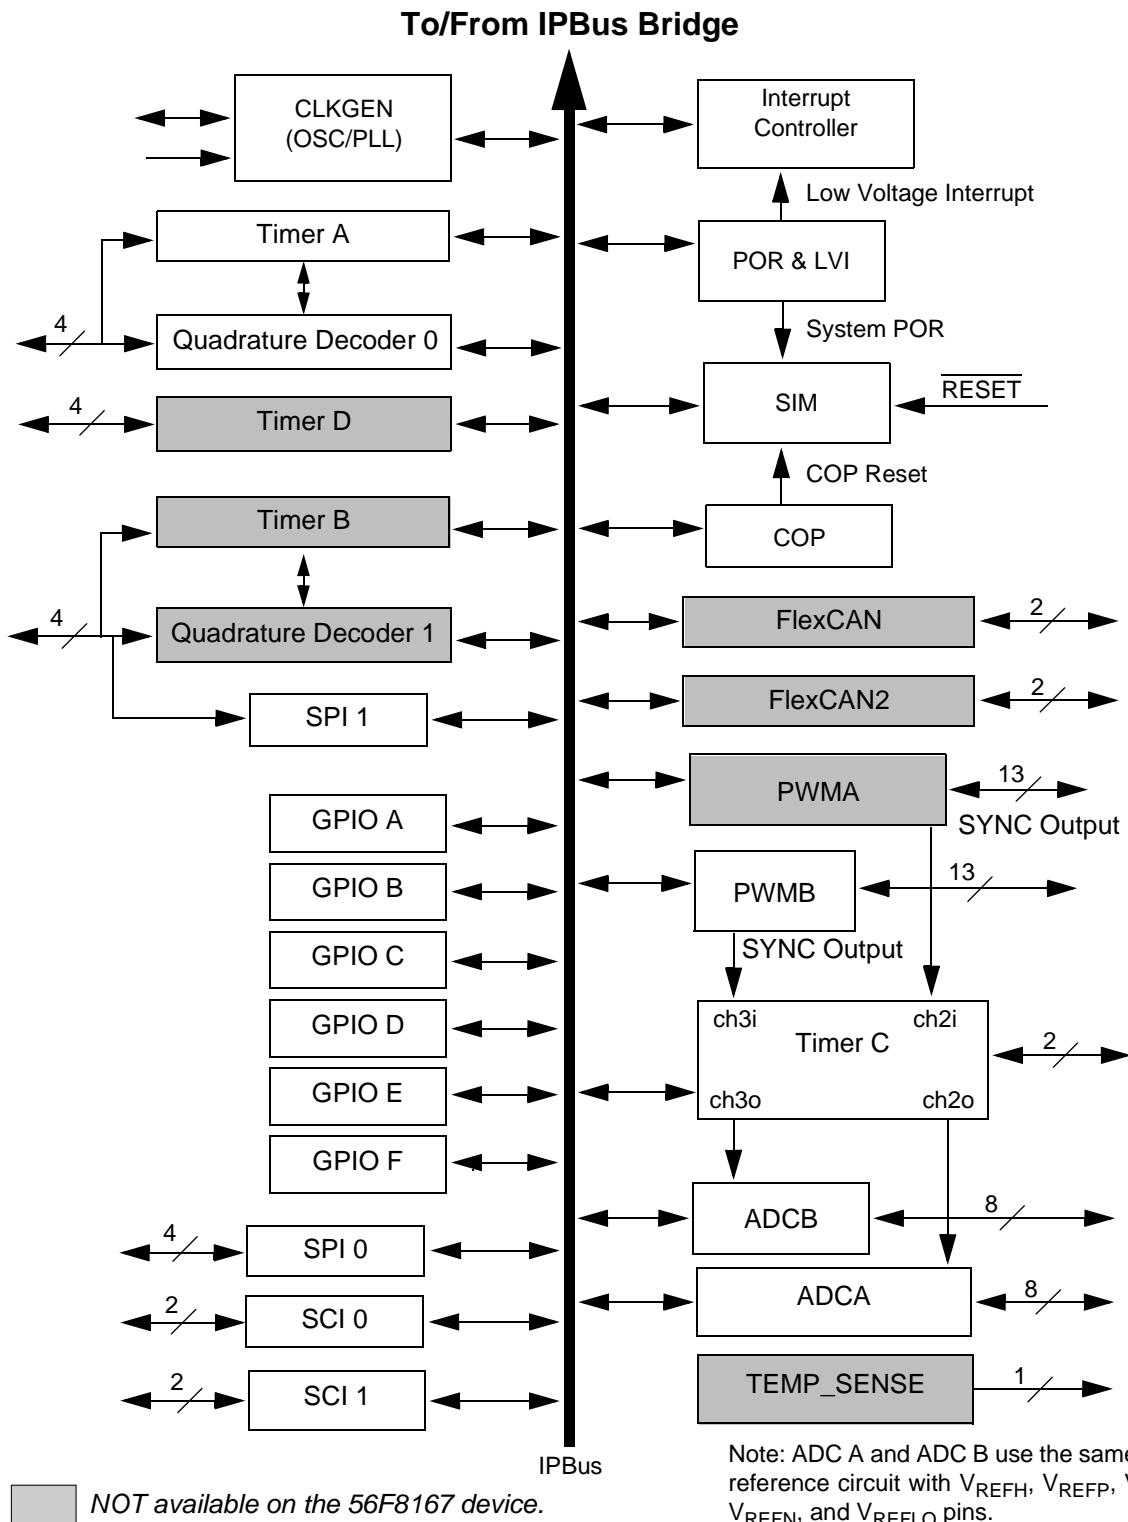 To/From IPBus Bridge
CLKGEN
(OSC/PLL)
Interrupt
Controller
Low Voltage Interrupt
Timer A
POR & LVI
4
Quadrature Decoder 0
System POR
SIM
RESET
4
Timer D
COP Reset
Timer B
COP
4
Quadrature Decoder 1
FlexCAN
2
SPI 1
FlexCAN2
2
PWMA
13
SYNC Output
GPIO A
GPIO B
PWMB
13
SYNC Output
GPIO C
GPIO D
ch3i
ch2i
Timer C
2
GPIO E
ch3o
ch2o
GPIO F
ADCB
8
4
SPI 0
ADCA
8
2
SCI 0
TEMP_SENSE
1
2
SCI 1
IPBus
Note: ADC A and ADC B use the same
reference circuit with VREFH, VREFP,
VREFN, and VREFLO pins.
NOT available on the 56F8167 device.